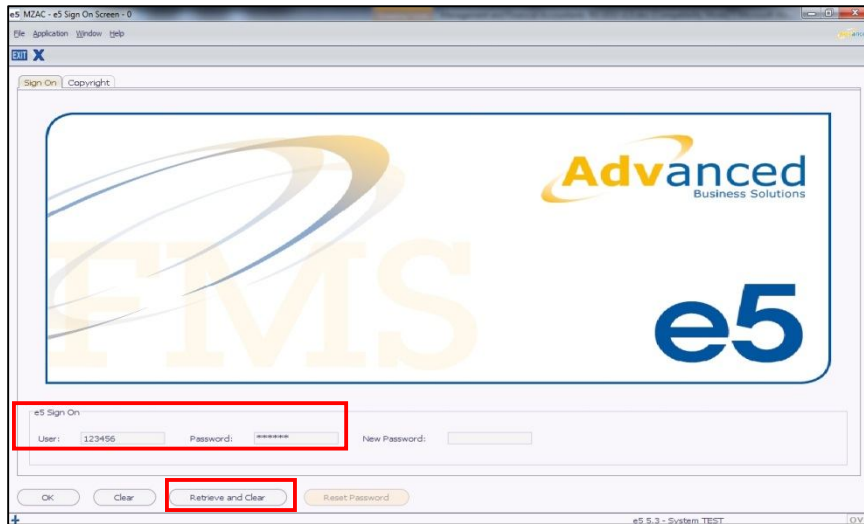 e5 MZAC - e5 Sign On Screen - 0
File Application Window Help
EXIT X
Sign On Copyright
Advanced
Business Solutions
FMS
e5
e5 Sign On
User: 123456 Password: ****** New Password:
OK Clear Retrieve and Clear Reset Password
e5 5.3 - System TEST OV